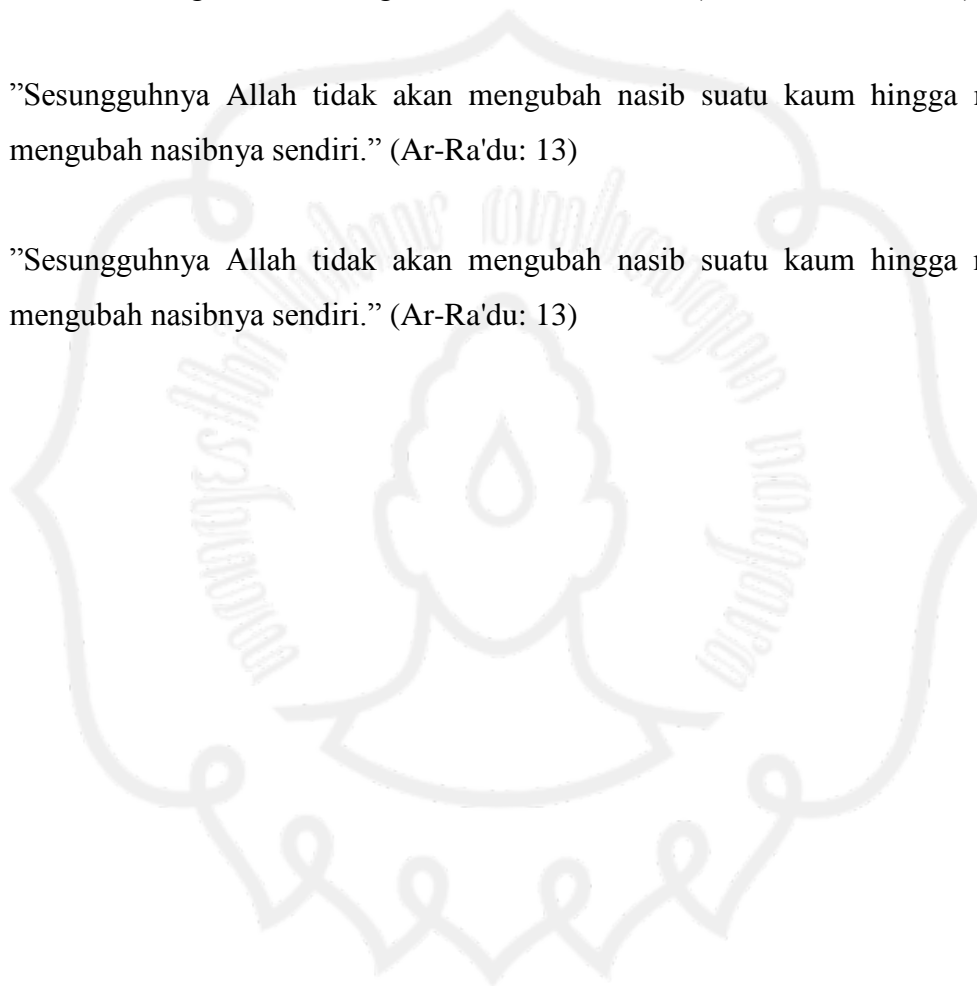 ”Sesungguhnya Allah tidak akan mengubah nasib suatu kaum hingga
mengubah nasibnya sendiri.” (Ar-Ra'du: 13)
”Sesungguhnya Allah tidak akan mengubah nasib suatu kaum hingga
mengubah nasibnya sendiri.” (Ar-Ra'du: 13)